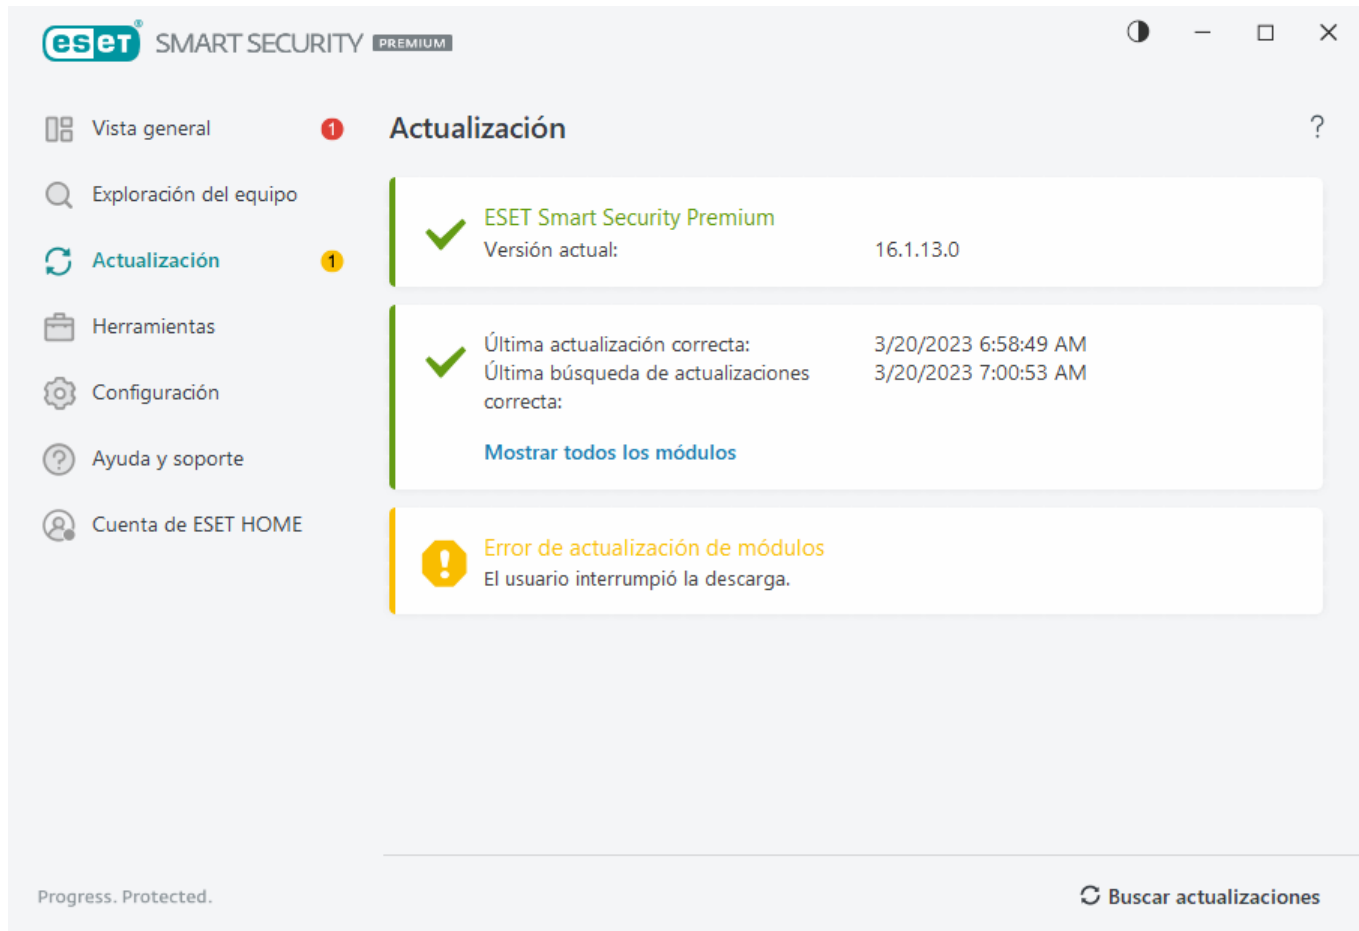 eset® SMART SECURITY PREMIUM
Vista general 1
Exploración del equipo
Actualización 1
Herramientas
Configuración
Ayuda y soporte
Cuenta de ESET HOME
Actualización ?
ESET Smart Security Premium
Versión actual: 16.1.13.0
Última actualización correcta: 3/20/2023 6:58:49 AM
Última búsqueda de actualizaciones 3/20/2023 7:00:53 AM
correcta:
Mostrar todos los módulos
Error de actualización de módulos
El usuario interrumpió la descarga.
Progress. Protected.
Buscar actualizaciones